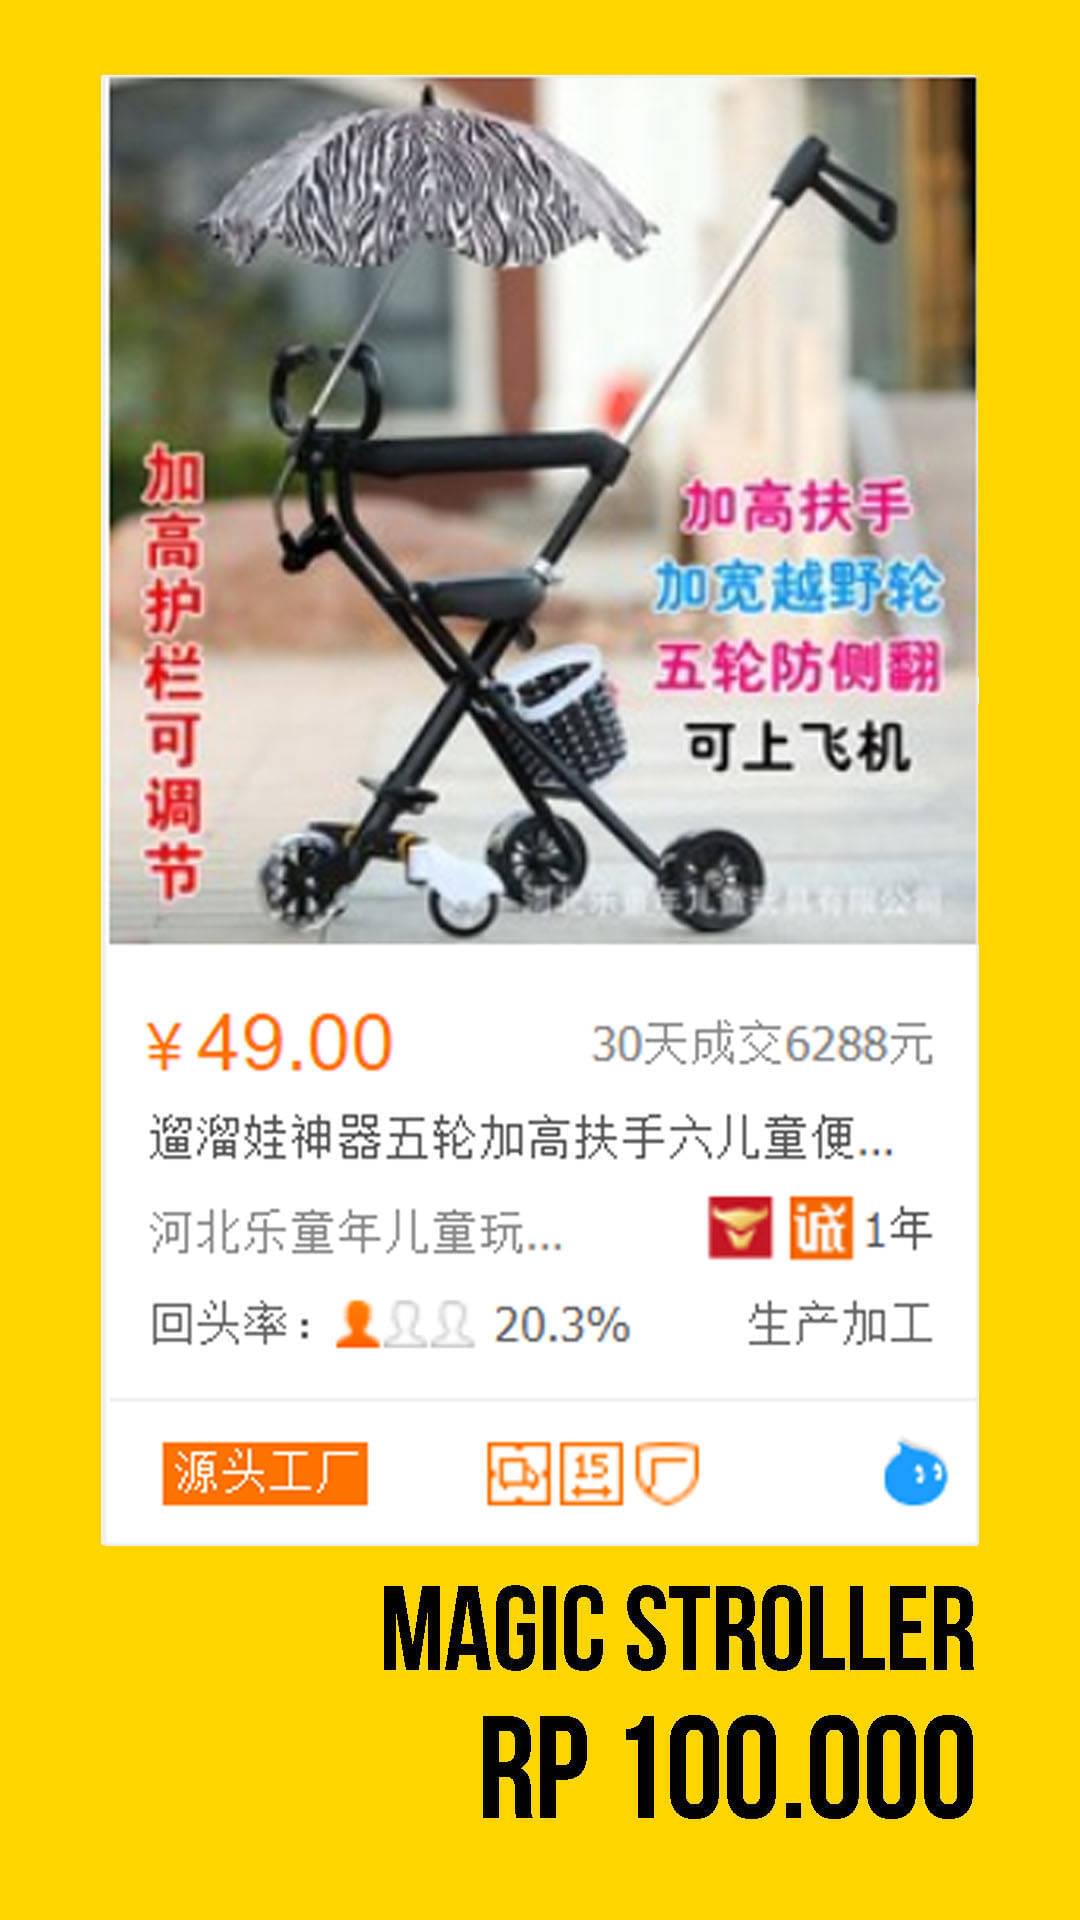 加高护栏可调节
加高扶手
加宽越野轮
五轮防侧翻
可上飞机
河北乐童年儿童玩具有限公司
¥49.00
30天成交6288元
遛溜娃神器五轮加高扶手六儿童便...
河北乐童年儿童玩...
诚 1年
回头率: 20.3%
生产加工
源头工厂
15
MAGIC STROLLER
RP 100.000